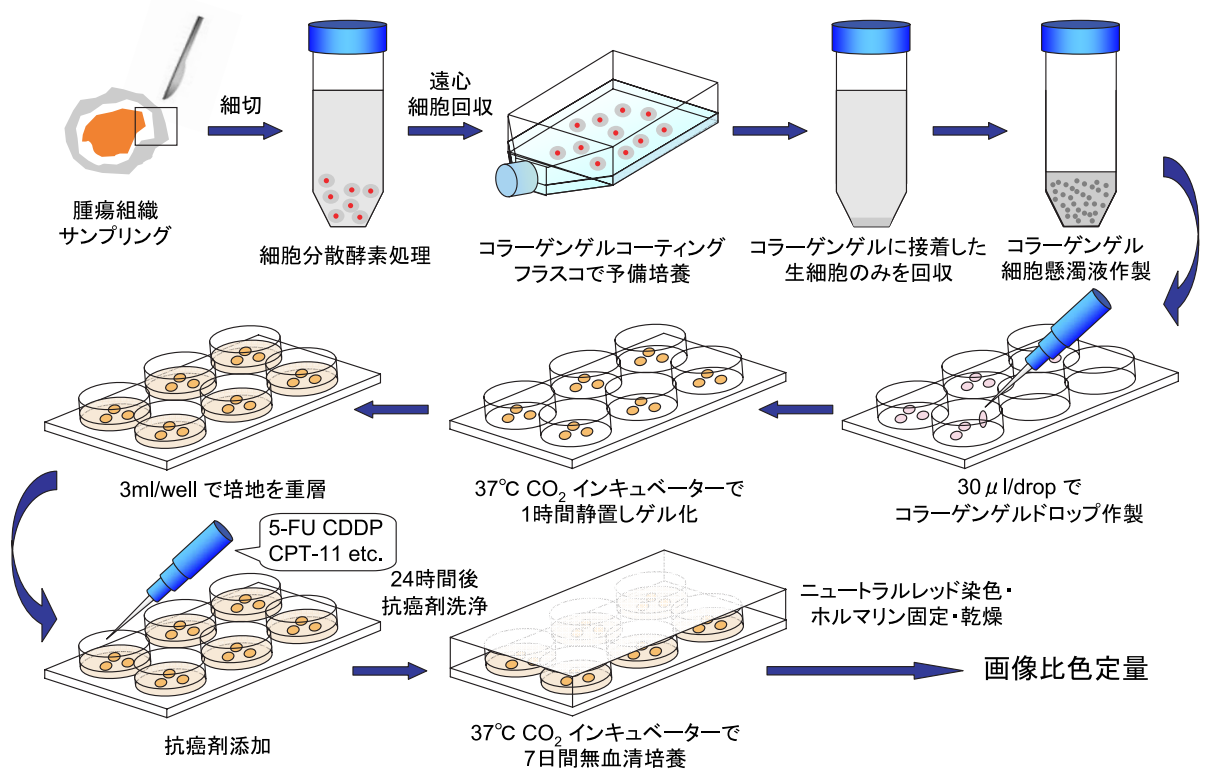 細切
遠心
細胞回収
腫瘍組織
サンプリング
細胞分散酵素処理
コラーゲンゲルコーティング
フラスコで予備培養
コラーゲンゲルに接着した
生細胞のみを回収
コラーゲンゲル
細胞懸濁液作製
30μl/drop で
コラーゲンゲルドロップ作製
37℃ CO₂ インキュベーターで
1時間静置しゲル化
3ml/well で培地を重層
5-FU CDDP
CPT-11 etc.
抗癌剤添加
24時間後
抗癌剤洗浄
37℃ CO₂ インキュベーターで
7日間無血清培養
ニュートラルレッド染色・
ホルマリン固定・乾燥
画像比色定量